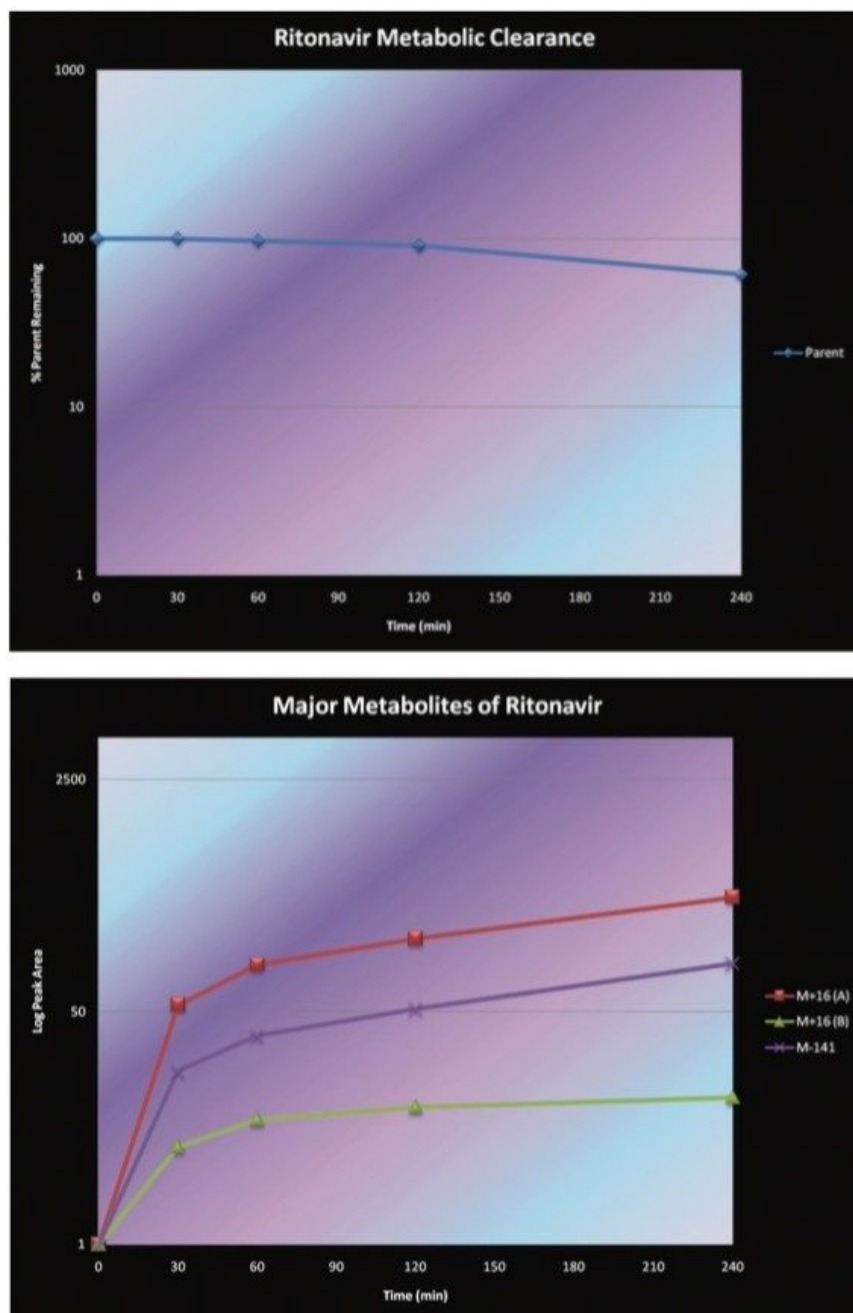 Ritonavir Metabolic Clearance
1000
100
10
1
% Parent Remaining
0 30 60 90 120 150 180 210 240
Time (min)
Parent
Major Metabolites of Ritonavir
2500
50
1
Log Peak Area
0 30 60 90 120 150 180 210 240
Time (min)
M+16 (A)
M+16 (B)
M-141